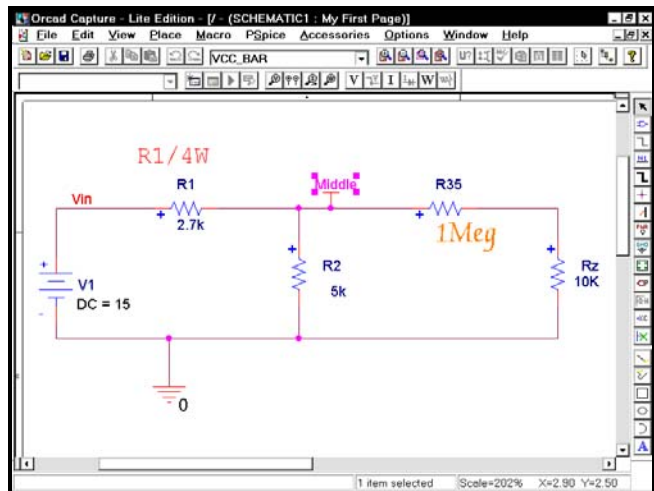 Orcad Capture - Lite Edition - [/ - (SCHEMATIC1 : My First Page)]
File Edit View Place Macro PSpice Accessories Options Window Help
VCC_BAR
U?
V I W
R1/4W
Vin
R1
2.7k
Middle
R35
1Meg
+
V1
DC = 15
-
+
+
R2
5k
+
+
Rz
10K
0
A
1 item selected Scale=202% X=2.90 Y=2.50